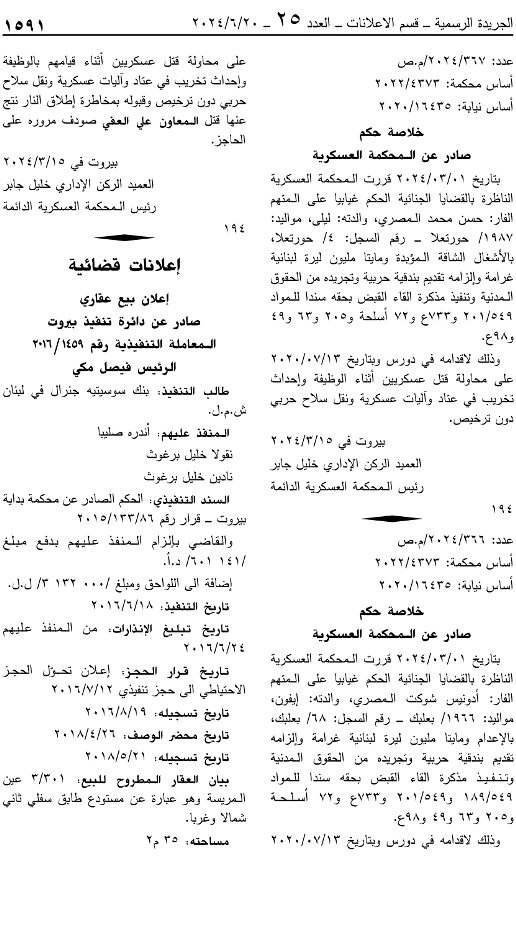 الجريدة الرسمية ــ قسم الاعلانات ــ العدد ٢٥ ــ ٢٠٢٤/٦/٢٠
١٥٩١
عدد: ٢٠٢٤/٣٦٧/م.ص
أساس محكمة: ٢٠٢٢/٤٣٧٣
أساس نيابة: ٢٠٢٠/١٦٤٣٥
خلاصة حكم
صادر عن المحكمة العسكرية
بتاريخ ٢٠٢٤/٠٣/٠١ قررت المحكمة العسكرية
الناظرة بالقضايا الجنائية الحكم غيابيا على المتهم
الفار: حسن محمد المصري، والدته: ليلى، مواليد:
١٩٨٧/ حورتعلا ــ رقم السجل: ٤/ حورتعلا،
بالأشغال الشاقة المؤبدة ومايتا مليون ليرة لبنانية
غرامة وإلزامه تقديم بندقية حربية وتجريده من الحقوق
المدنية وتنفيذ مذكرة القاء القبض بحقه سندا للمواد
٢٠١/٥٤٩ و٧٣٣ع و٧٢ أسلحة و٢٠٥ و٦٣ و٤٩
و٩٨ع.
وذلك لاقدامه في دورس وبتاريخ ٢٠٢٠/٠٧/١٣
على محاولة قتل عسكريين أثناء الوظيفة وإحداث
تخريب في عتاد وآليات عسكرية ونقل سلاح حربي
دون ترخيص.
بيروت في ٢٠٢٤/٣/١٥
العميد الركن الإداري خليل جابر
رئيس المحكمة العسكرية الدائمة
١٩٤
عدد: ٢٠٢٤/٣٦٦/م.ص
أساس محكمة: ٢٠٢٢/٤٣٧٣
أساس نيابة: ٢٠٢٠/١٦٤٣٥
خلاصة حكم
صادر عن المحكمة العسكرية
بتاريخ ٢٠٢٤/٠٣/٠١ قررت المحكمة العسكرية
الناظرة بالقضايا الجنائية الحكم غيابيا على المتهم
الفار: أدونيس شوكت المصري، والدته: إيفون،
مواليد: ١٩٦٦/ بعلبك ــ رقم السجل: ٦٨/ بعلبك،
بالإعدام ومايتا مليون ليرة لبنانية غرامة وإلزامه
تقديم بندقية حربية وتجريده من الحقوق المدنية
وتنفيذ مذكرة القاء القبض بحقه سندا للمواد
١٨٩/٥٤٩ و٢٠١/٥٤٩ و٧٣٣ع و٧٢ أسلحة
و٢٠٥ و٦٣ و٤٩ و٩٨ع.
وذلك لاقدامه في دورس وبتاريخ ٢٠٢٠/٠٧/١٣
على محاولة قتل عسكريين أثناء قيامهم بالوظيفة
وإحداث تخريب في عتاد وآليات عسكرية ونقل سلاح
حربي دون ترخيص وقبوله بمخاطرة إطلاق النار نتج
عنها قتل المعاون علي العفي صودف مروره على
الحاجز.
بيروت في ٢٠٢٤/٣/١٥
العميد الركن الإداري خليل جابر
رئيس المحكمة العسكرية الدائمة
١٩٤
إعلانات قضائية
إعلان بيع عقاري
صادر عن دائرة تنفيذ بيروت
المعاملة التنفيذية رقم ٢٠١٦/١٤٥٩
الرئيس فيصل مكي
طالب التنفيذ: بنك سوسيتيه جنرال في لبنان
ش.م.ل.
المنفذ عليهم: أندره صليبا
نقولا خليل برغوث
نادين خليل برغوث
السند التنفيذي: الحكم الصادر عن محكمة بداية
بيروت ــ قرار رقم ٢٠١٥/١٣٣/٨٦
والقاضي بإلزام المنفذ عليهم بدفع مبلغ
/١٤١ ٦٠١/ د.أ.
إضافة الى اللواحق ومبلغ /٠٠٠ ١٣٢ ٣/ ل.ل.
تاريخ التنفيذ: ٢٠١٦/٦/١٨
تاريخ تبليغ الإنذارات: من المنفذ عليهم
٢٠١٦/٦/٢٤
تاريخ قرار الحجز: إعلان تحوّل الحجز
الاحتياطي الى حجز تنفيذي ٢٠١٦/٧/١٢
تاريخ تسجيله: ٢٠١٦/٨/١٩
تاريخ محضر الوصف: ٢٠١٨/٤/٢٦
تاريخ تسجيله: ٢٠١٨/٥/٢١
بيان العقار المطروح للبيع: ٣/٣٠١ عين
المريسة وهو عبارة عن مستودع طابق سفلي ثاني
شمالا وغربا.
مساحته: ٣٥ م٢